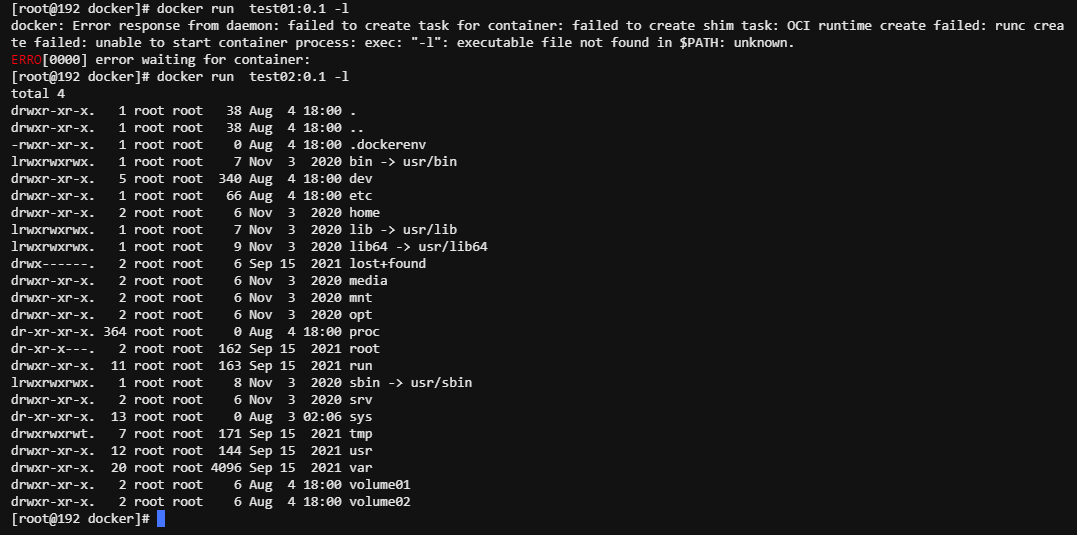 [root@192 docker]# docker run  test01:0.1 -l
docker: Error response from daemon: failed to create task for container: failed to create shim task: OCI runtime create failed: runc crea
te failed: unable to start container process: exec: "-l": executable file not found in $PATH: unknown.
ERRO[0000] error waiting for container:
[root@192 docker]# docker run  test02:0.1 -l
total 4
drwxr-xr-x.   1 root root   38 Aug  4 18:00 .
drwxr-xr-x.   1 root root   38 Aug  4 18:00 ..
-rwxr-xr-x.   1 root root    0 Aug  4 18:00 .dockerenv
lrwxrwxrwx.   1 root root    7 Nov  3  2020 bin -> usr/bin
drwxr-xr-x.   5 root root  340 Aug  4 18:00 dev
drwxr-xr-x.   1 root root   66 Aug  4 18:00 etc
drwxr-xr-x.   2 root root    6 Nov  3  2020 home
lrwxrwxrwx.   1 root root    7 Nov  3  2020 lib -> usr/lib
lrwxrwxrwx.   1 root root    9 Nov  3  2020 lib64 -> usr/lib64
drwx------.   2 root root    6 Sep 15  2021 lost+found
drwxr-xr-x.   2 root root    6 Nov  3  2020 media
drwxr-xr-x.   2 root root    6 Nov  3  2020 mnt
drwxr-xr-x.   2 root root    6 Nov  3  2020 opt
dr-xr-xr-x. 364 root root    0 Aug  4 18:00 proc
dr-xr-x---.   2 root root  162 Sep 15  2021 root
drwxr-xr-x.  11 root root  163 Sep 15  2021 run
lrwxrwxrwx.   1 root root    8 Nov  3  2020 sbin -> usr/sbin
drwxr-xr-x.   2 root root    6 Nov  3  2020 srv
dr-xr-xr-x.  13 root root    0 Aug  3 02:06 sys
drwxrwxrwt.   7 root root  171 Sep 15  2021 tmp
drwxr-xr-x.  12 root root  144 Sep 15  2021 usr
drwxr-xr-x.  20 root root 4096 Sep 15  2021 var
drwxr-xr-x.   2 root root    6 Aug  4 18:00 volume01
drwxr-xr-x.   2 root root    6 Aug  4 18:00 volume02
[root@192 docker]#